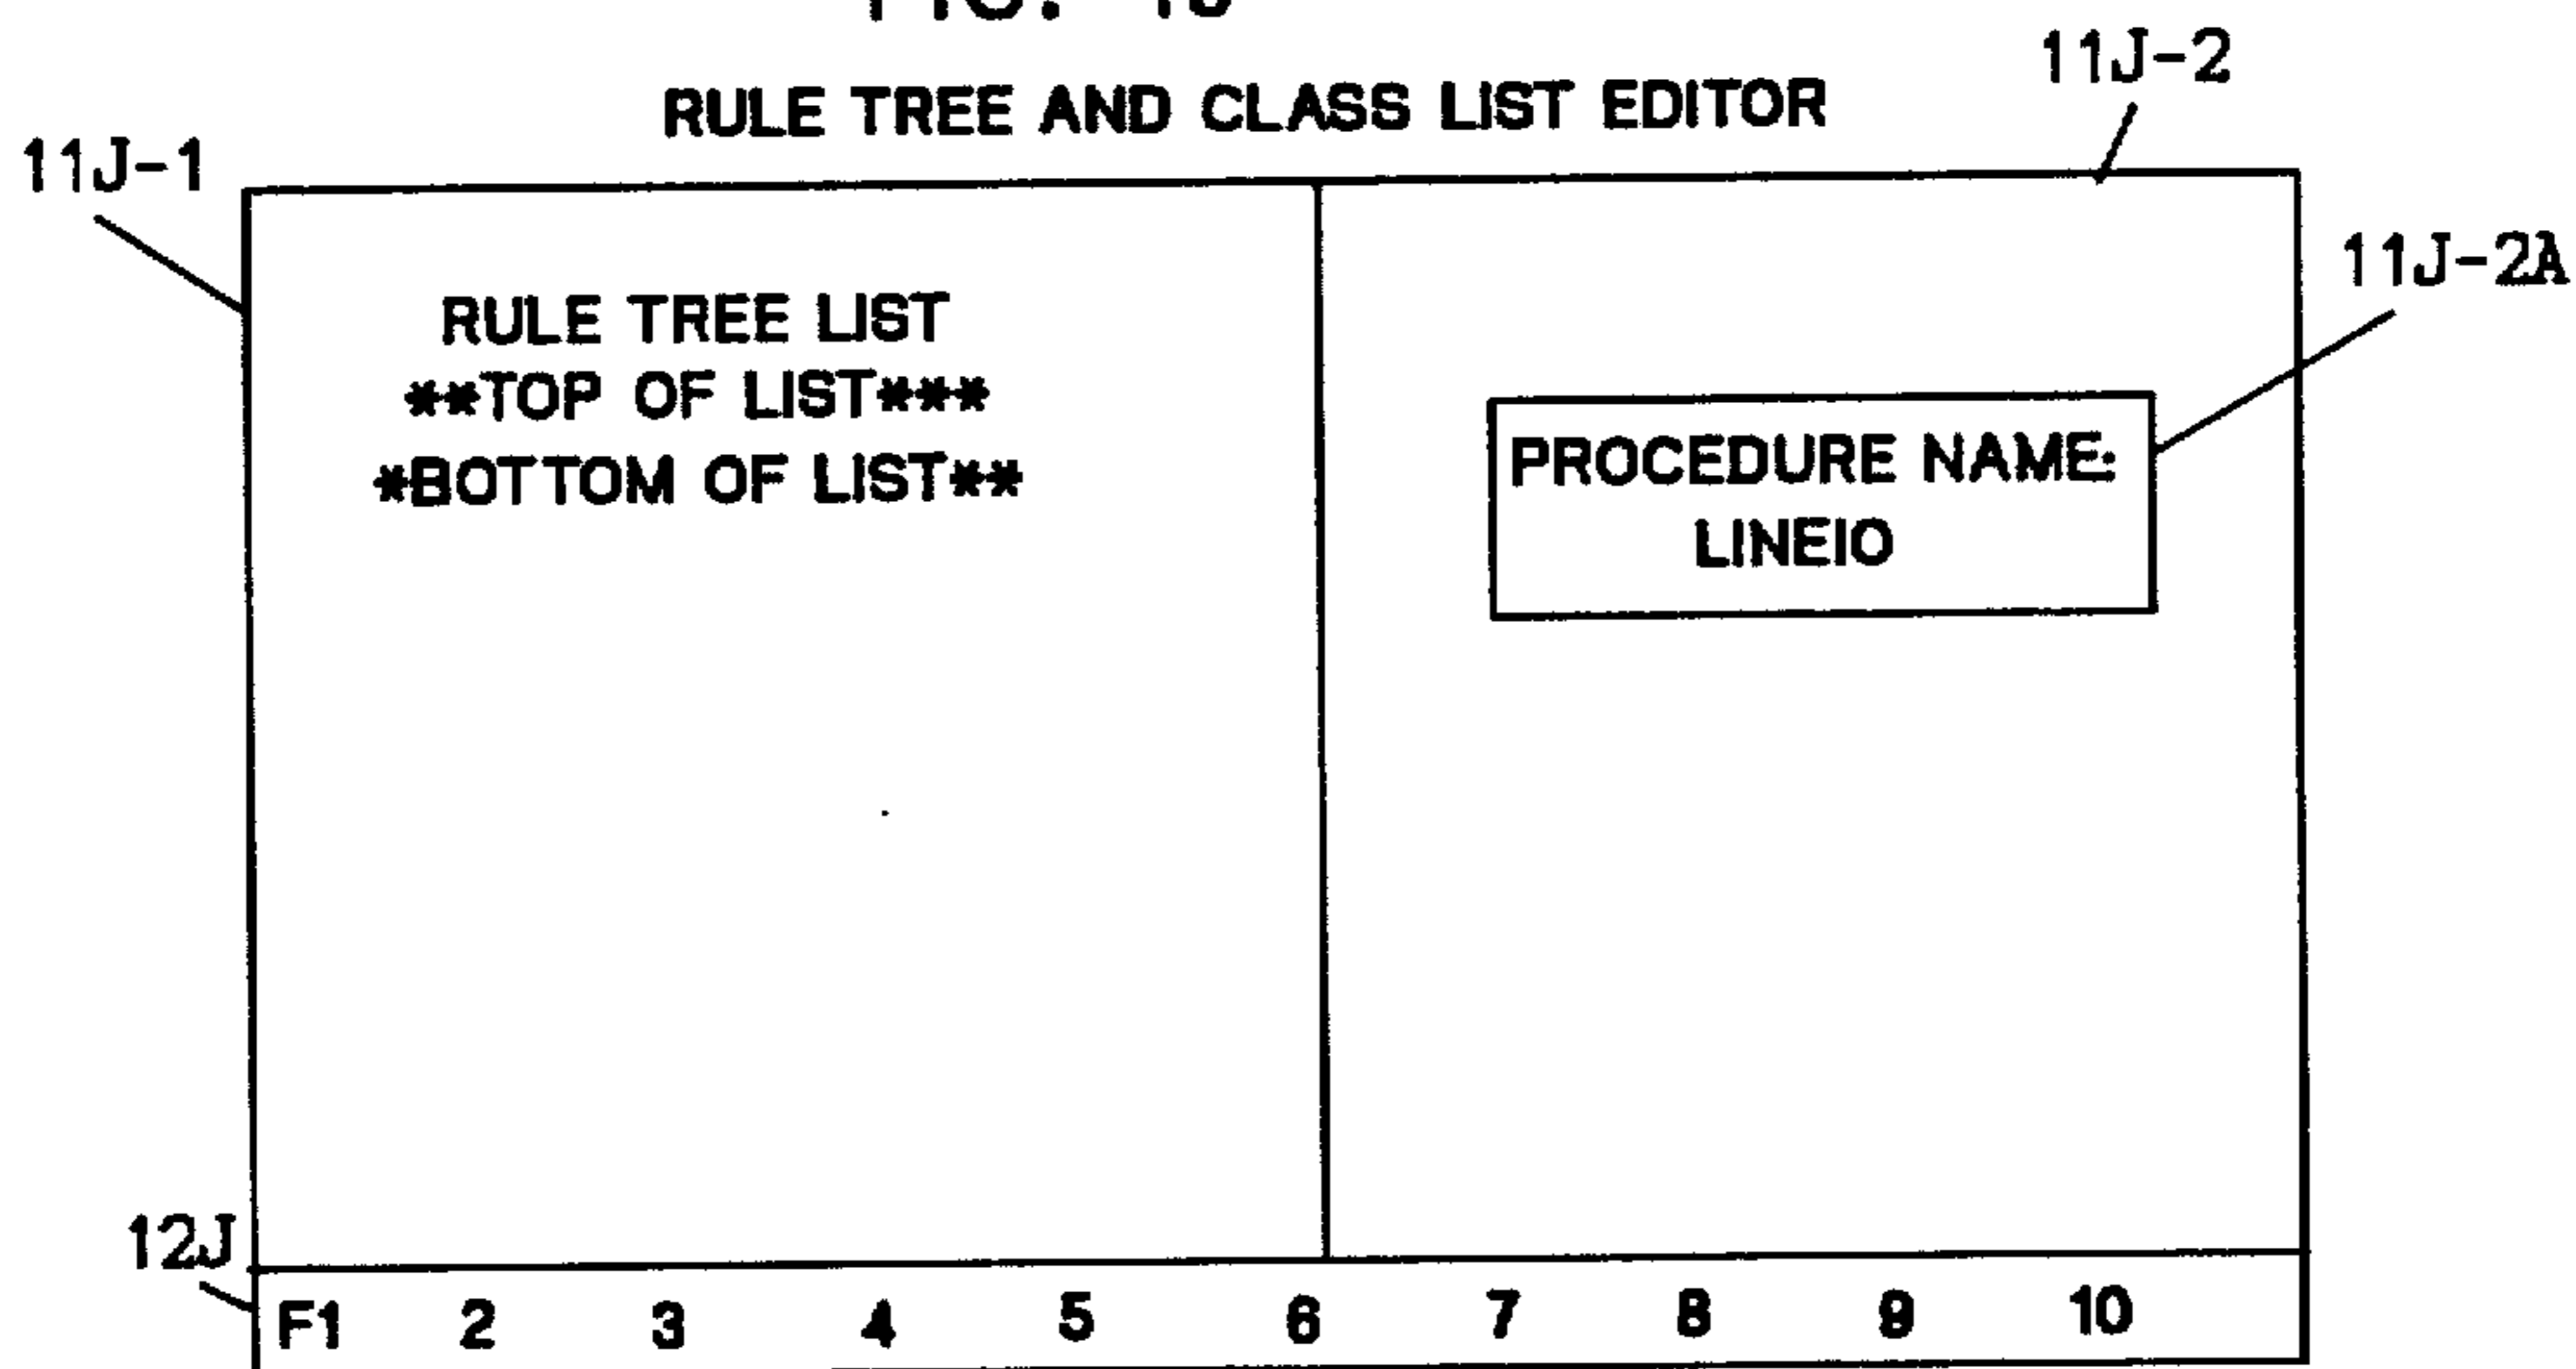 FIG.
11J-2
RULE TREE AND CLASS LIST EDITOR
11J-1
11J-2A
RULE TREE LIST
**TOP OF LIST***
*BOTTOM OF LIST**
PROCEDURE NAME:
LINEIO
12J
F1 2 3 4 5 6 7 8 9 10